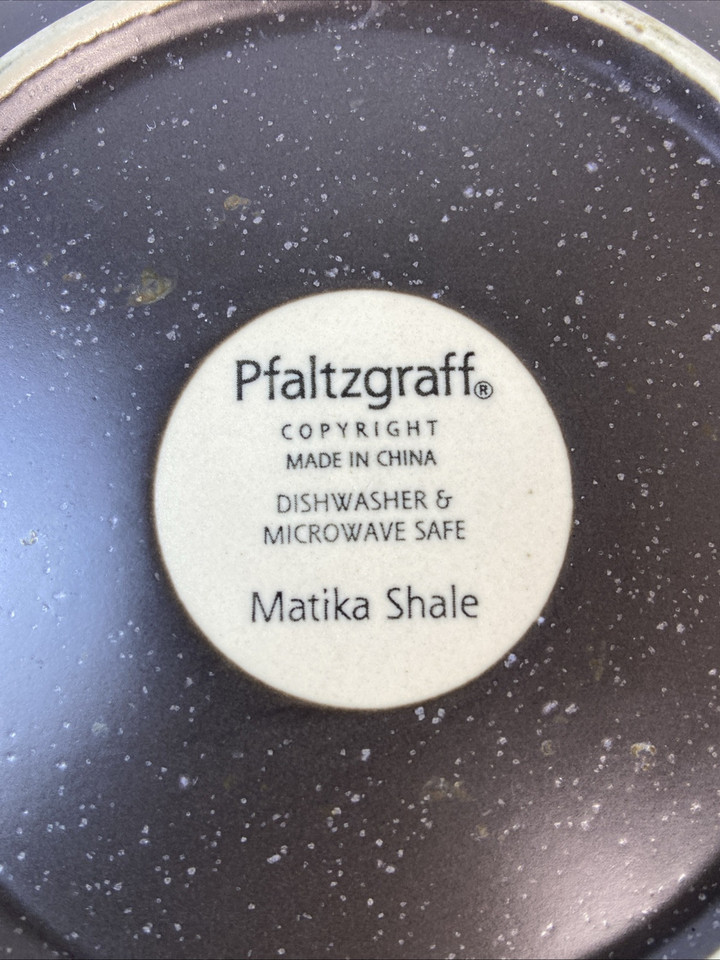 Pfaltzgraff®
COPYRIGHT
MADE IN CHINA
DISHWASHER &
MICROWAVE SAFE
Matika Shale